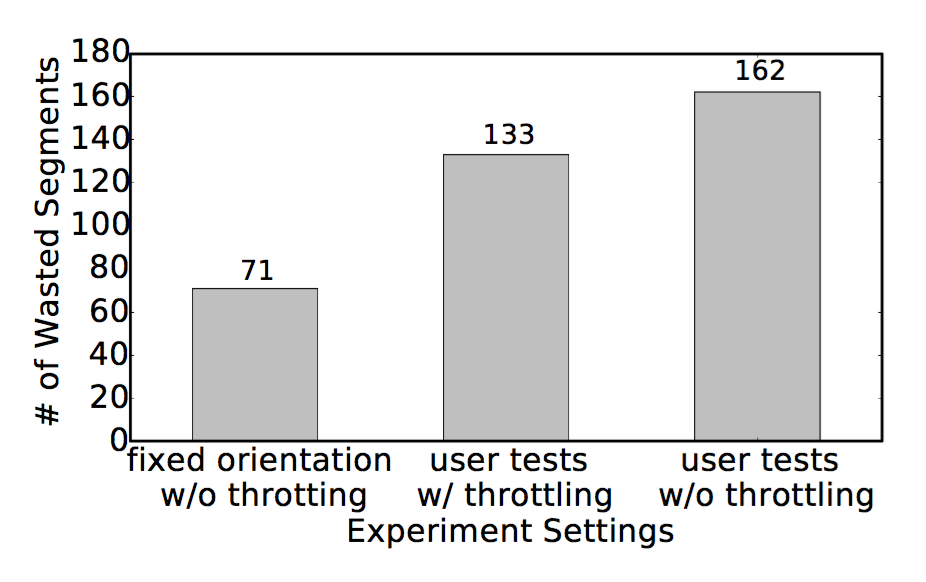 # of Wasted Segments
180
160
140
120
100
80
60
40
20
0
71
133
162
fixed orientation
w/o throtting
user tests
w/ throttling
user tests
w/o throttling
Experiment Settings